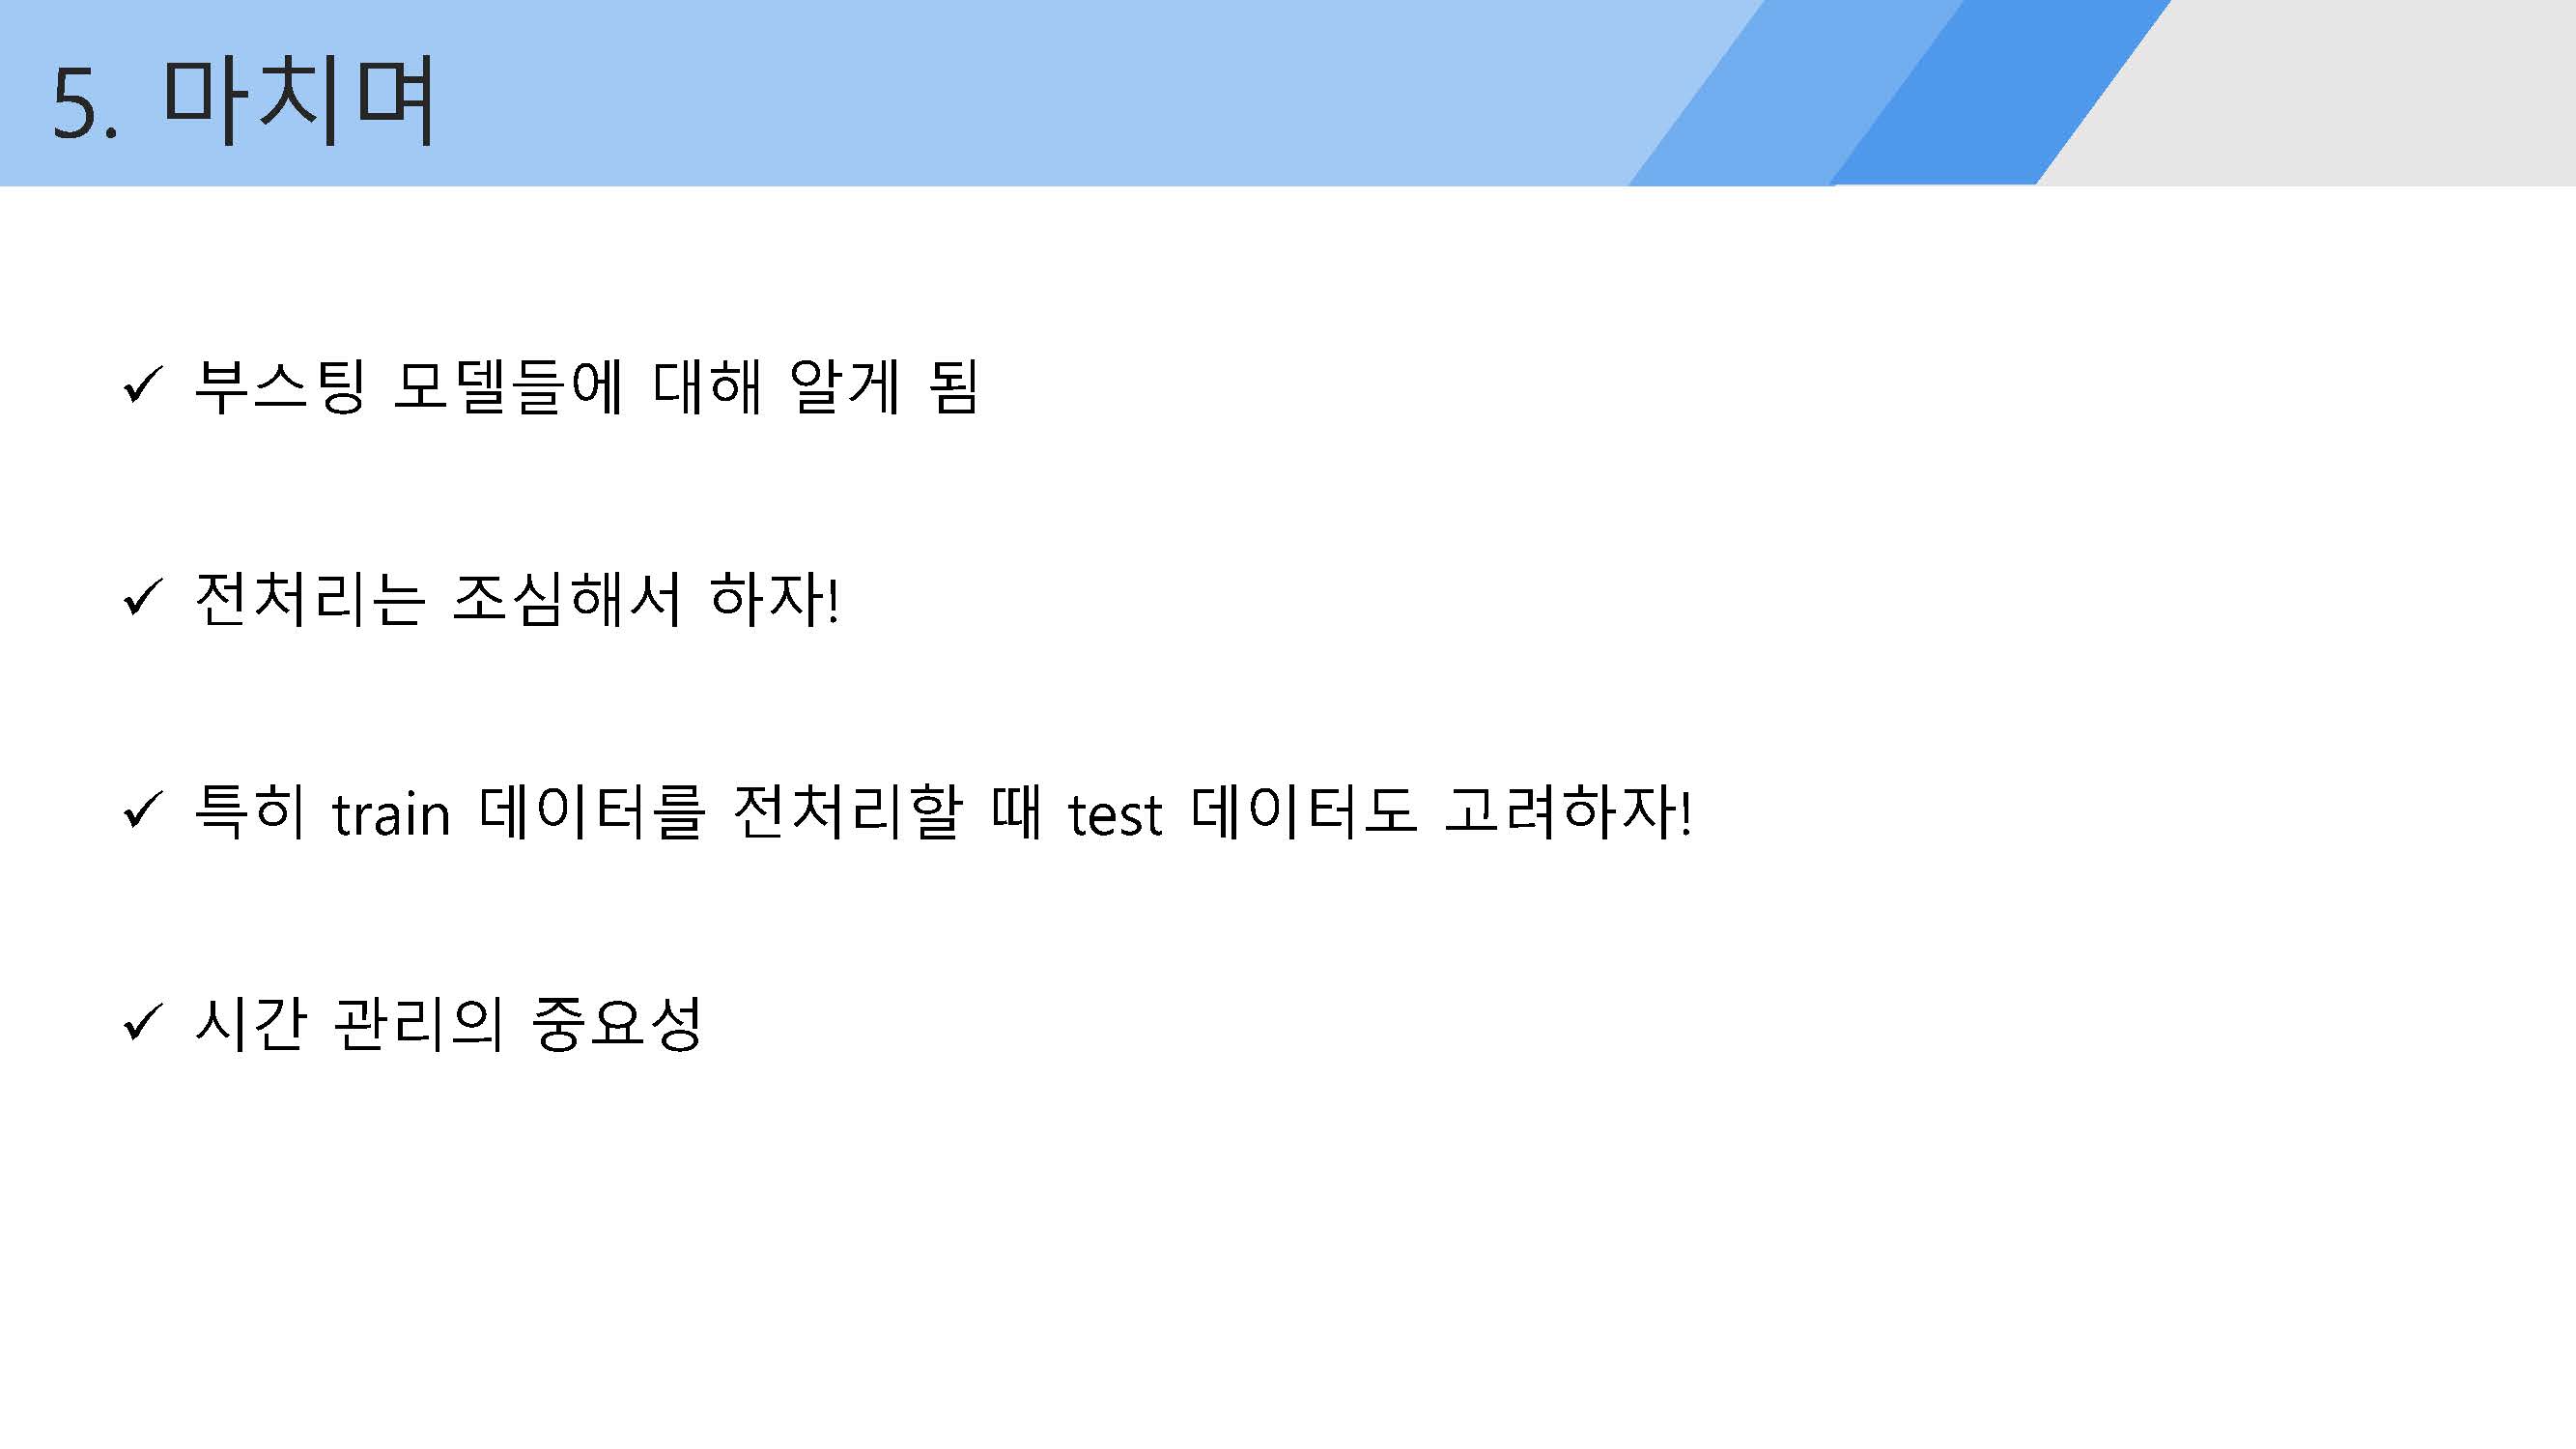 5. 마치며
✓ 부스팅 모델들에 대해 알게 됨
✓ 전처리는 조심해서 하자!
✓ 특히 train 데이터를 전처리할 때 test 데이터도 고려하자!
✓ 시간 관리의 중요성